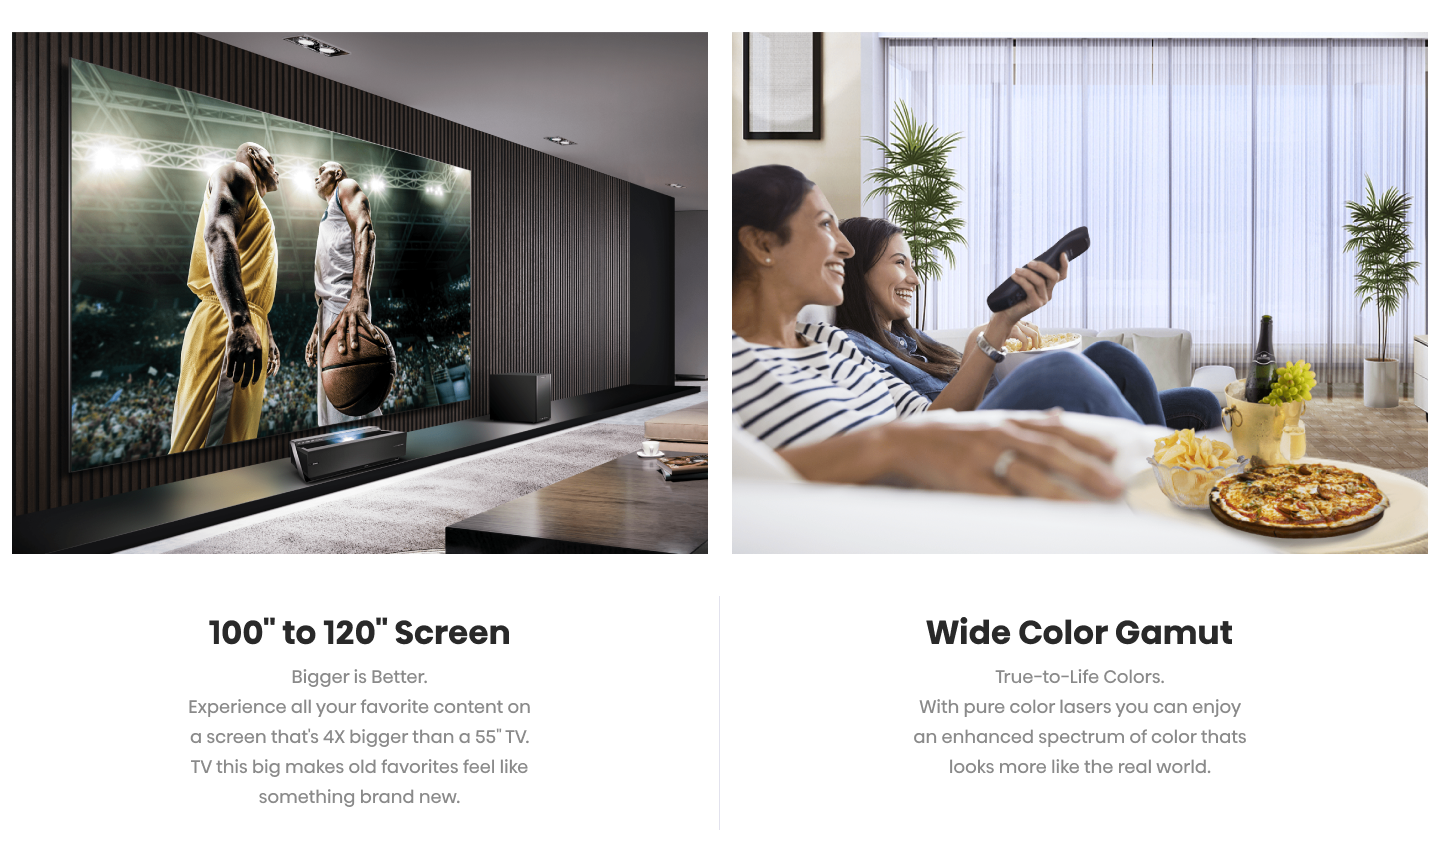 100" to 120" Screen
Bigger is Better.
Experience all your favorite content on
a screen that's 4X bigger than a 55" TV.
TV this big makes old favorites feel like
something brand new.
Wide Color Gamut
True-to-Life Colors.
With pure color lasers you can enjoy
an enhanced spectrum of color thats
looks more like the real world.